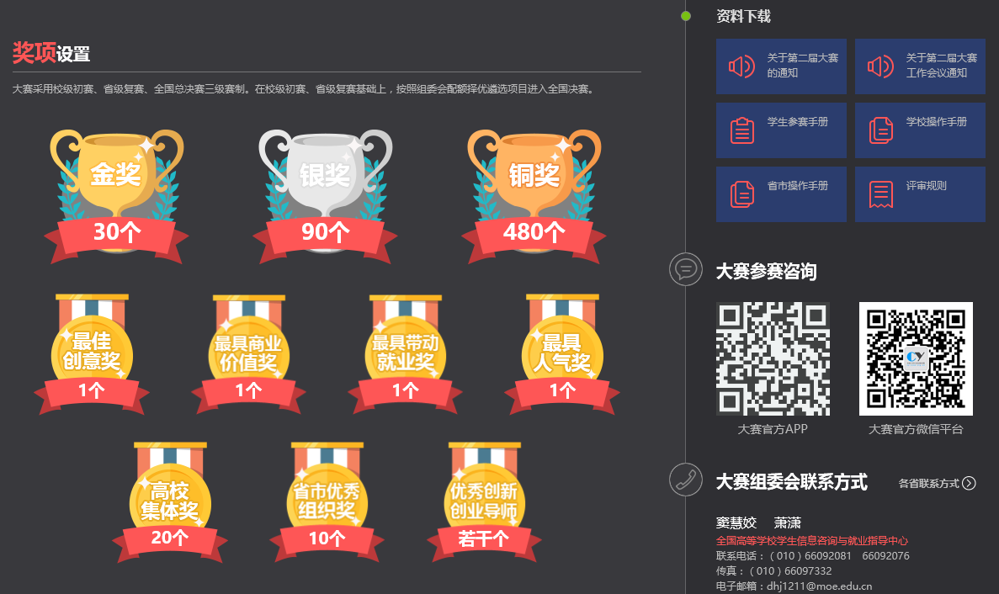 奖项设置
大赛采用校级初赛、省级复赛、全国总决赛三级赛制。在校级初赛、省级复赛基础上，按照组委会配额择优遴选项目进入全国决赛。
金奖
30个
银奖
90个
铜奖
480个
最佳
创意奖
1个
最具商业
价值奖
1个
最具带动
就业奖
1个
最具
人气奖
1个
高校
集体奖
20个
省市优秀
组织奖
10个
优秀创新
创业导师
若干个
资料下载
关于第二届大赛
的通知
关于第二届大赛
工作会议通知
学生参赛手册
学校操作手册
省市操作手册
评审规则
大赛参赛咨询
CY
大赛官方APP
大赛官方微信平台
大赛组委会联系方式
各省联系方式
窦慧姣 萧潇
全国高等学校学生信息咨询与就业指导中心
联系电话：（010）66092081 66092076
传真：（010）66097332
电子邮箱：dhj1211@moe.edu.cn